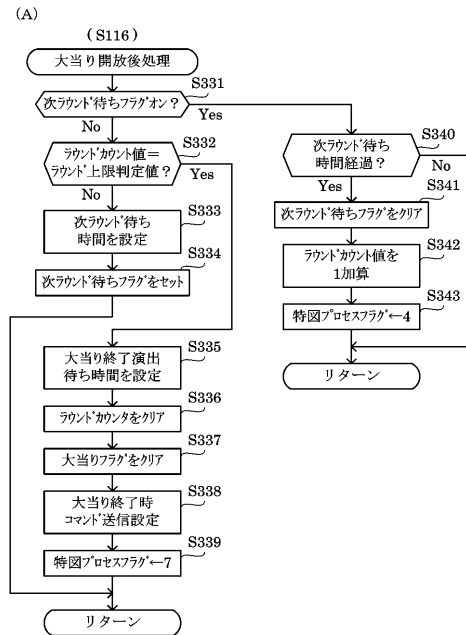 (A)
(S116)
大当り開放後処理
S331
次ラウンド待ちフラグオン?
Yes
No
S332
ラウンドカウント値=
ラウンド上限判定値?
Yes
No
S333
次ラウンド待ち
時間を設定
S334
次ラウンド待ちフラグをセット
S335
大当り終了演出
待ち時間を設定
S336
ラウンドカウンタをクリア
S337
大当りフラグをクリア
S338
大当り終了時
コマンド送信設定
S339
特図プロセスフラグ←7
リターン
S340
次ラウンド待ち
時間経過?
No
Yes
S341
次ラウンド待ちフラグをクリア
S342
ラウンドカウント値を
1加算
S343
特図プロセスフラグ←4
リターン